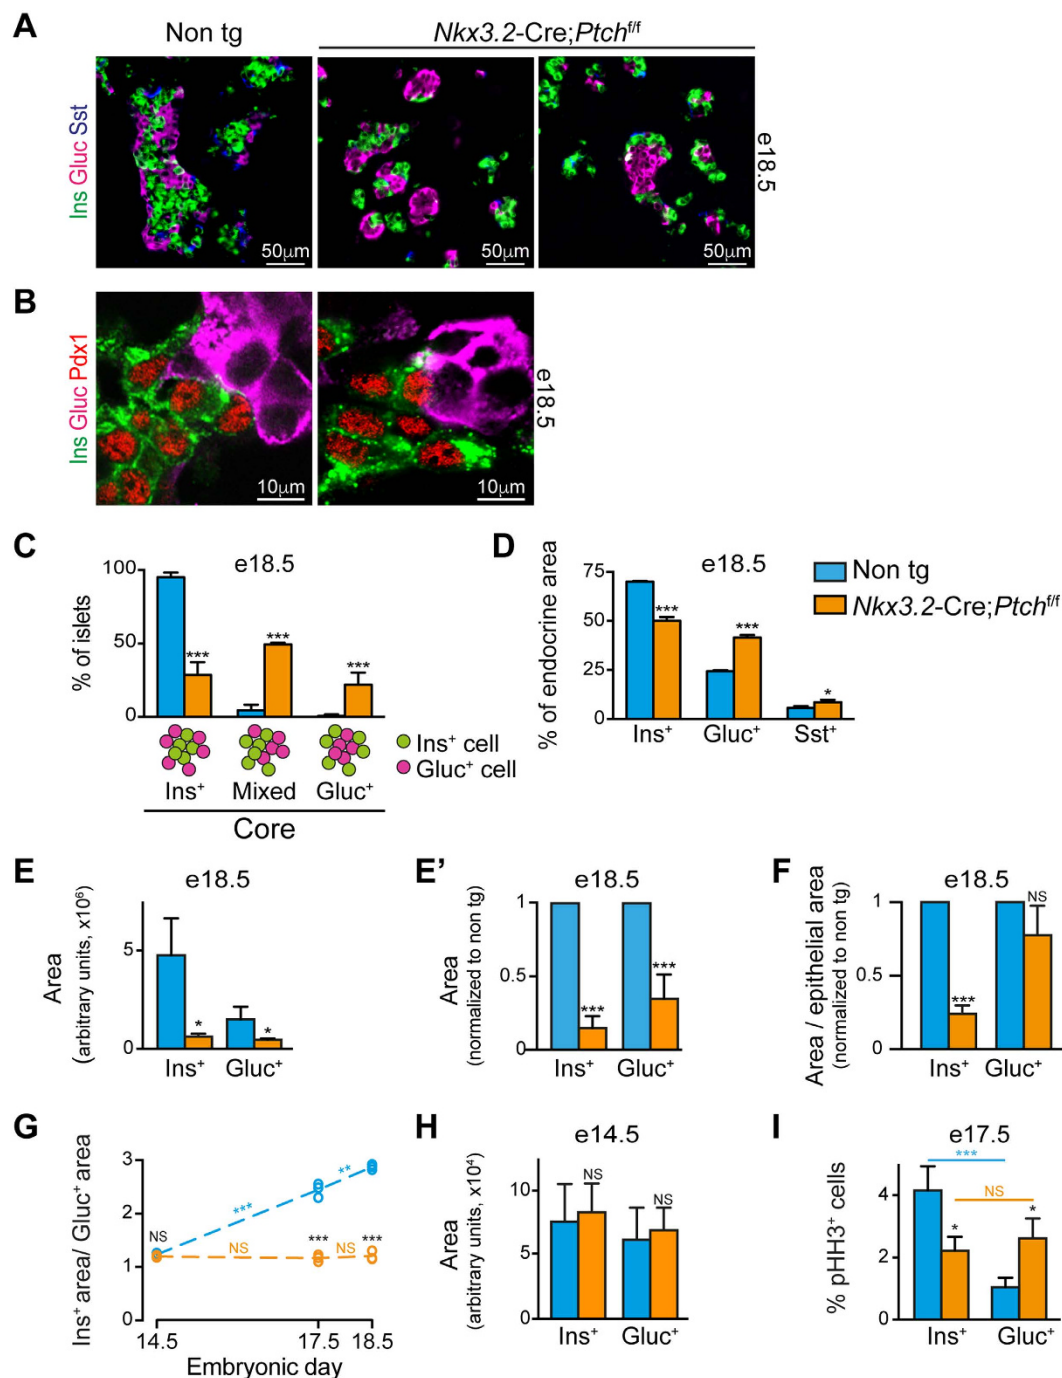 A
Non tg
Nkx3.2-Cre;Ptch^f/f
Ins Gluc Sst
50μm
50μm
50μm
e18.5
B
Ins Gluc Pdx1
10μm
10μm
e18.5
C
e18.5
% of islets
100
50
0
***
***
***
Ins⁺ cell
Gluc⁺ cell
Ins⁺
Mixed
Gluc⁺
Core
D
e18.5
% of endocrine area
75
50
25
0
***
***
*
Ins⁺
Gluc⁺
Sst⁺
Non tg
Nkx3.2-Cre;Ptch^f/f
E
e18.5
Area
(arbitrary units, x10⁶)
5
0
*
*
Ins⁺
Gluc⁺
E’
e18.5
Area
(normalized to non tg)
1
0.5
0
***
***
Ins⁺
Gluc⁺
F
e18.5
Area / epithelial area
(normalized to non tg)
1
0.5
0
***
NS
Ins⁺
Gluc⁺
G
Ins⁺ area/ Gluc⁺ area
3
2
1
0
NS
***
**
NS
***
NS
***
14.5
17.5
18.5
Embryonic day
H
e14.5
Area
(arbitrary units, x10⁴)
10
5
0
NS
NS
Ins⁺
Gluc⁺
I
e17.5
% pHH3⁺ cells
4
2
0
***
NS
*
*
Ins⁺
Gluc⁺